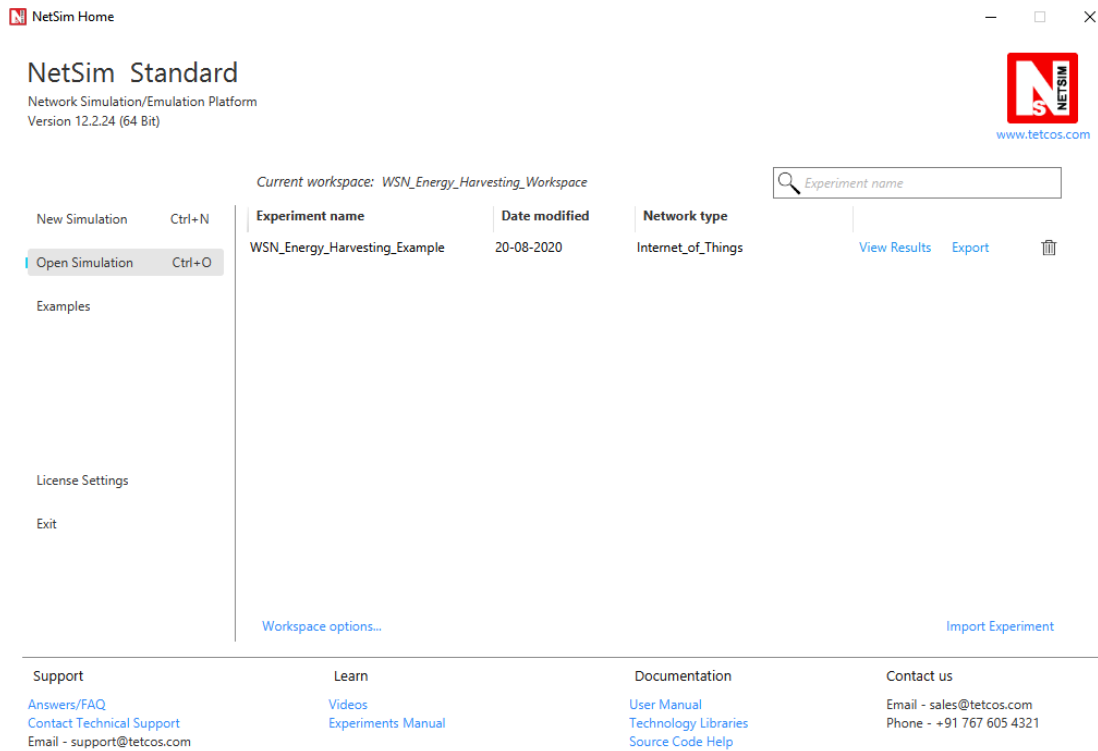 NetSim Home
NetSim Standard
Network Simulation/Emulation Platform
Version 12.2.24 (64 Bit)
NETSIM
NS
www.tetcos.com
Current workspace: WSN_Energy_Harvesting_Workspace
Experiment name
New Simulation Ctrl+N
Open Simulation Ctrl+O
Examples
License Settings
Exit
Experiment name Date modified Network type
WSN_Energy_Harvesting_Example 20-08-2020 Internet_of_Things View Results Export
Workspace options...
Import Experiment
Support
Answers/FAQ
Contact Technical Support
Email - support@tetcos.com
Learn
Videos
Experiments Manual
Documentation
User Manual
Technology Libraries
Source Code Help
Contact us
Email - sales@tetcos.com
Phone - +91 767 605 4321